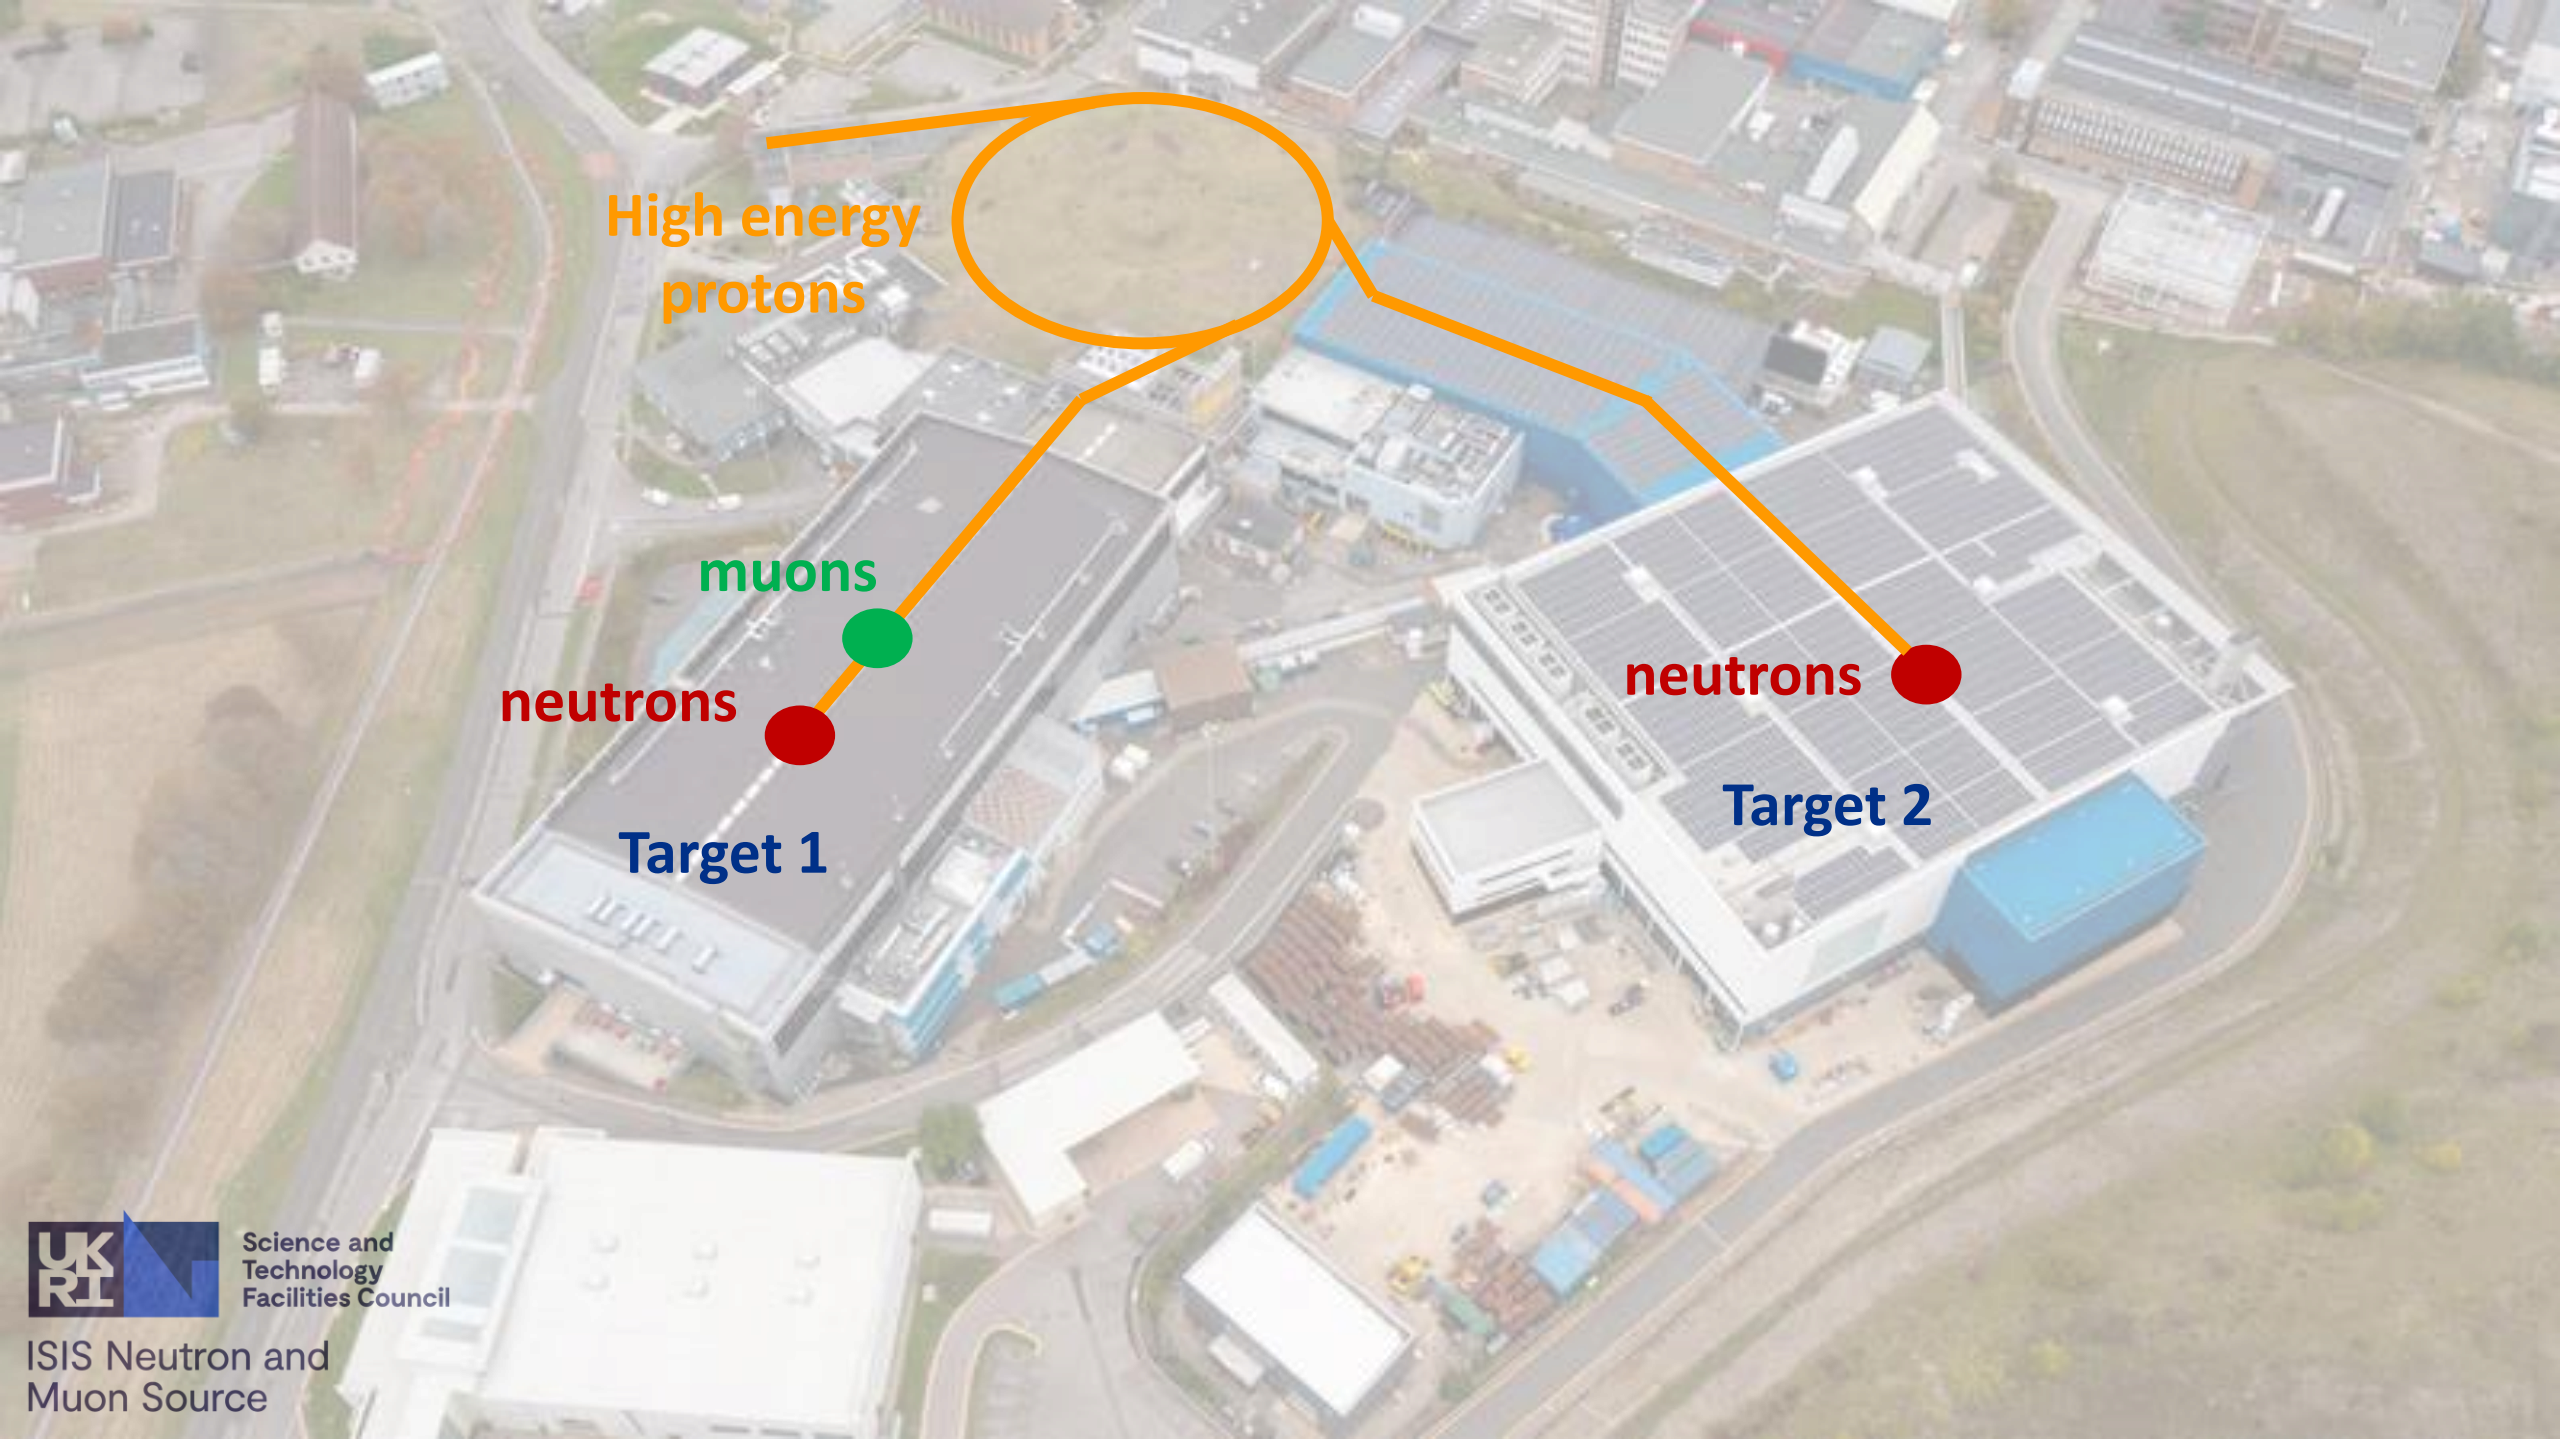 High energy
protons
muons
neutrons
neutrons
Target 1
Target 2
UK
RI
Science and
Technology
Facilities Council
ISIS Neutron and
Muon Source